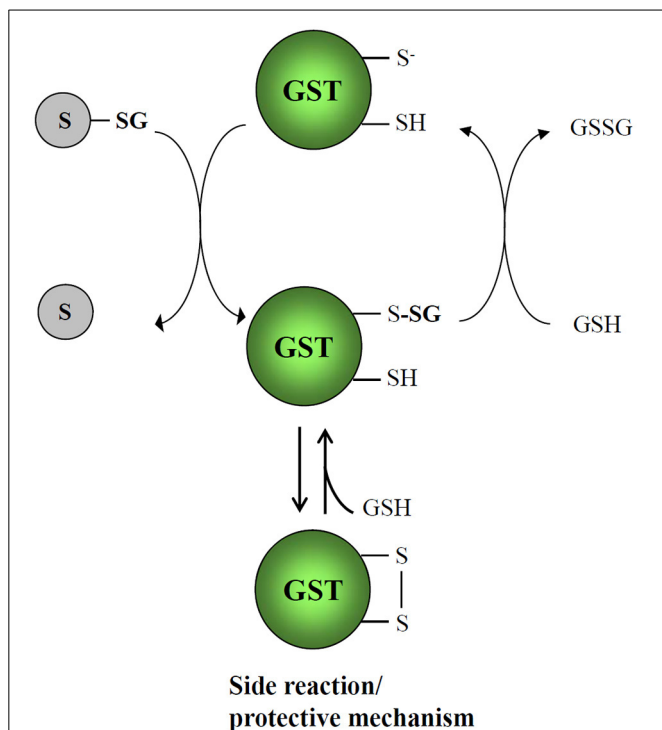 S-
GST
S SG
SH
GSSG
S
S-SG
GSH
GST
SH
GSH
S
GST
S
Side reaction/
protective mechanism